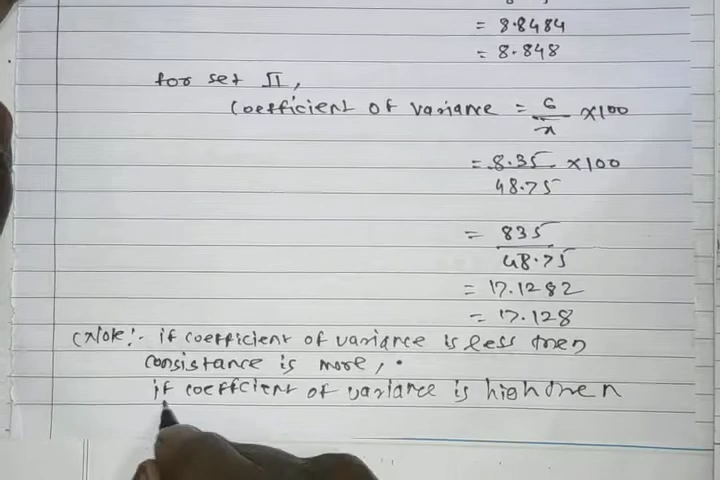 = 8.8484
= 8.848
for set II,
Coefficient of variance = σ/x ×100
= 8.35/48.75 ×100
= 835/48.75
= 17.1282
= 17.128
(Note:- if coefficient of variance is less then
consistance is more,.
if coefficient of variance is high then